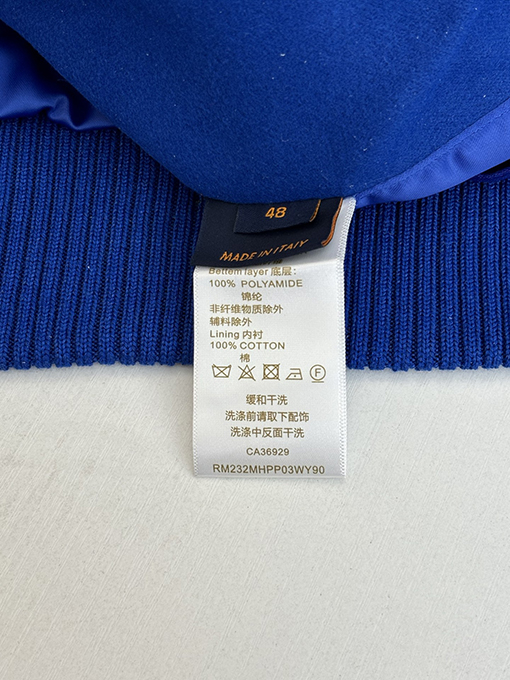 48
MADE IN ITAIY
Bettem layer 底层:
100% POLYAMIDE
锦纶
非纤维物质除外
辅料除外
Lining 内衬
100% COTTON
棉
缓和干洗
洗涤前请取下配饰
洗涤中反面干洗
CA36929
RM232MHPP03WY90